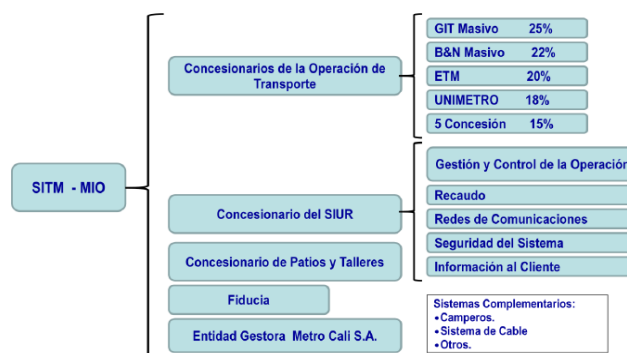 SITM - MIO
Concesionarios de la Operación de
Transporte
GIT Masivo 25%
B&N Masivo 22%
ETM 20%
UNIMETRO 18%
5 Concesión 15%
Concesionario del SIUR
Gestión y Control de la Operación
Recaudo
Redes de Comunicaciones
Seguridad del Sistema
Información al Cliente
Concesionario de Patios y Talleres
Fiducia
Entidad Gestora Metro Cali S.A.
Sistemas Complementarios:
•Camperos.
•Sistema de Cable
•Otros.